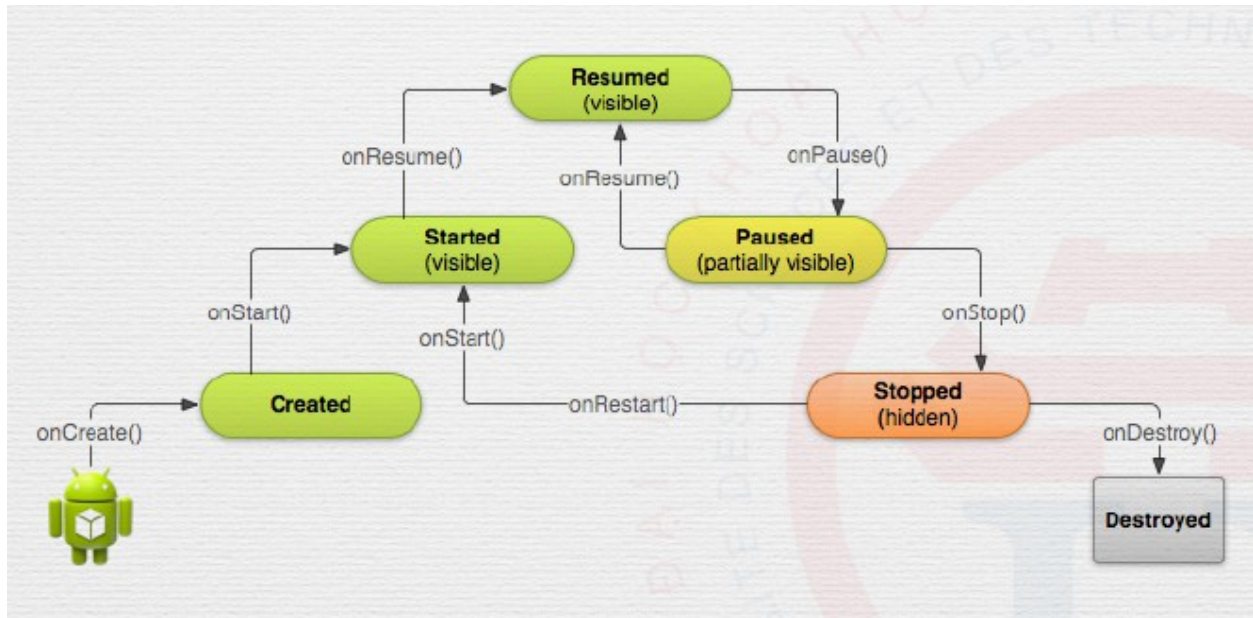 Resumed
(visible)
onResume()
onPause()
onResume()
Started
(visible)
Paused
(partially visible)
onStart()
onStart()
onStop()
Created
onRestart()
Stopped
(hidden)
onCreate()
onDestroy()
Destroyed